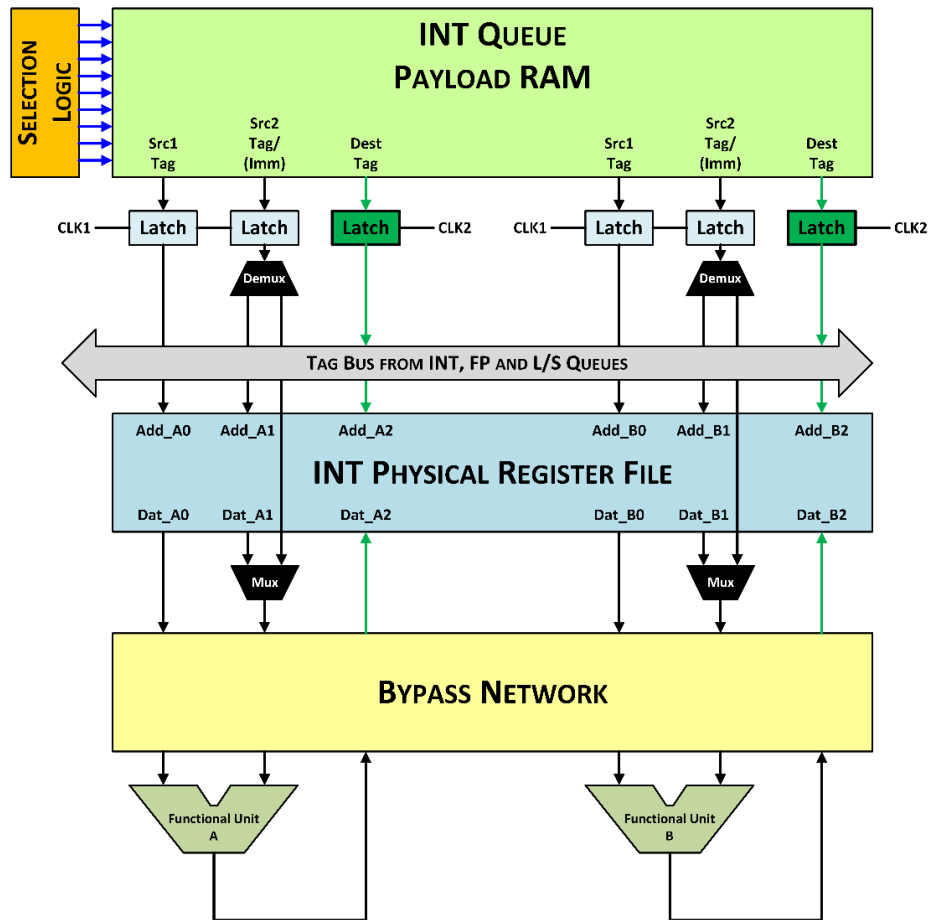 SELECTION
LOGIC
INT QUEUE
PAYLOAD RAM
Src1
Tag
Src2
Tag/
(Imm)
Dest
Tag
Src1
Tag
Src2
Tag/
(Imm)
Dest
Tag
CLK1
Latch
Latch
Latch
CLK2
CLK1
Latch
Latch
Latch
CLK2
Demux
Demux
TAG BUS FROM INT, FP AND L/S QUEUES
Add_A0
Add_A1
Add_A2
Add_B0
Add_B1
Add_B2
INT PHYSICAL REGISTER FILE
Dat_A0
Dat_A1
Dat_A2
Dat_B0
Dat_B1
Dat_B2
Mux
Mux
BYPASS NETWORK
Functional Unit
A
Functional Unit
B